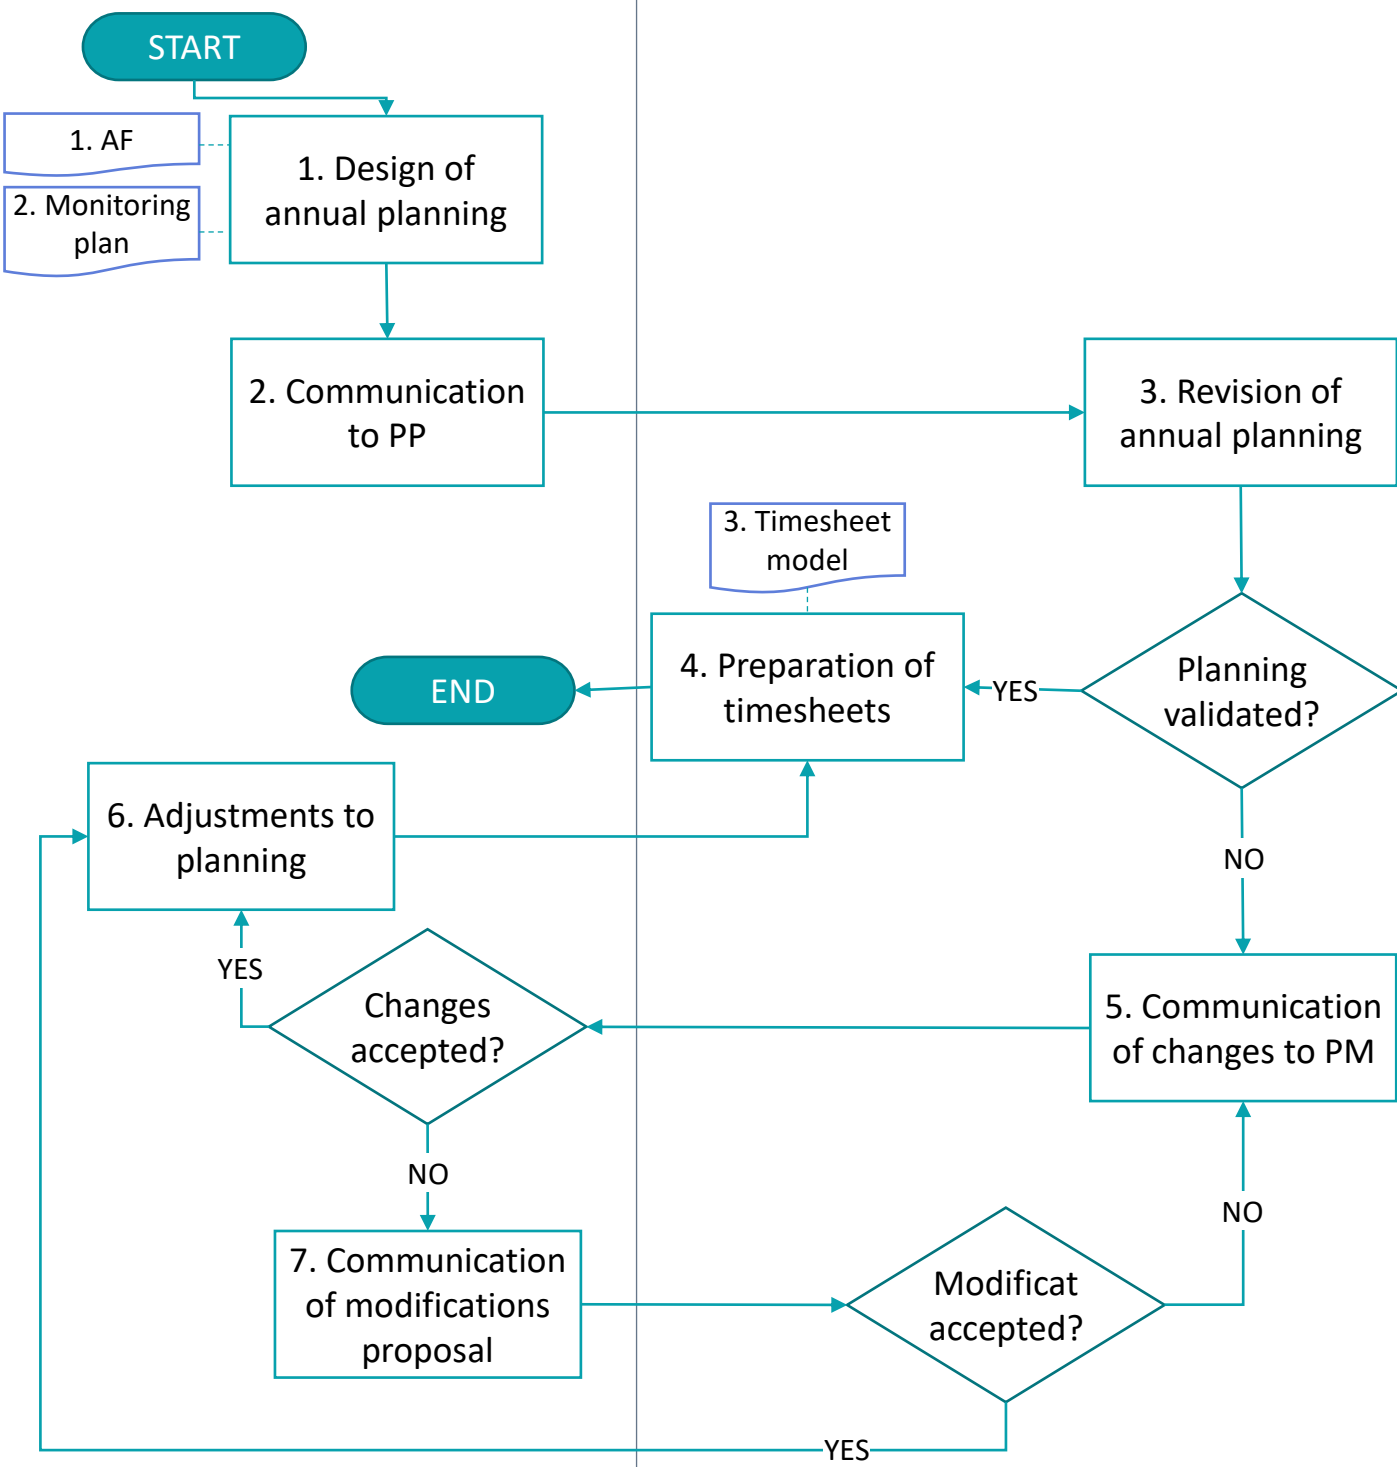 START
1. AF
2. Monitoring
plan
1. Design of
annual planning
2. Communication
to PP
3. Revision of
annual planning
3. Timesheet
model
4. Preparation of
timesheets
END
YES
Planning
validated?
6. Adjustments to
planning
NO
YES
Changes
accepted?
5. Communication
of changes to PM
NO
7. Communication
of modifications
proposal
Modificat
accepted?
NO
YES